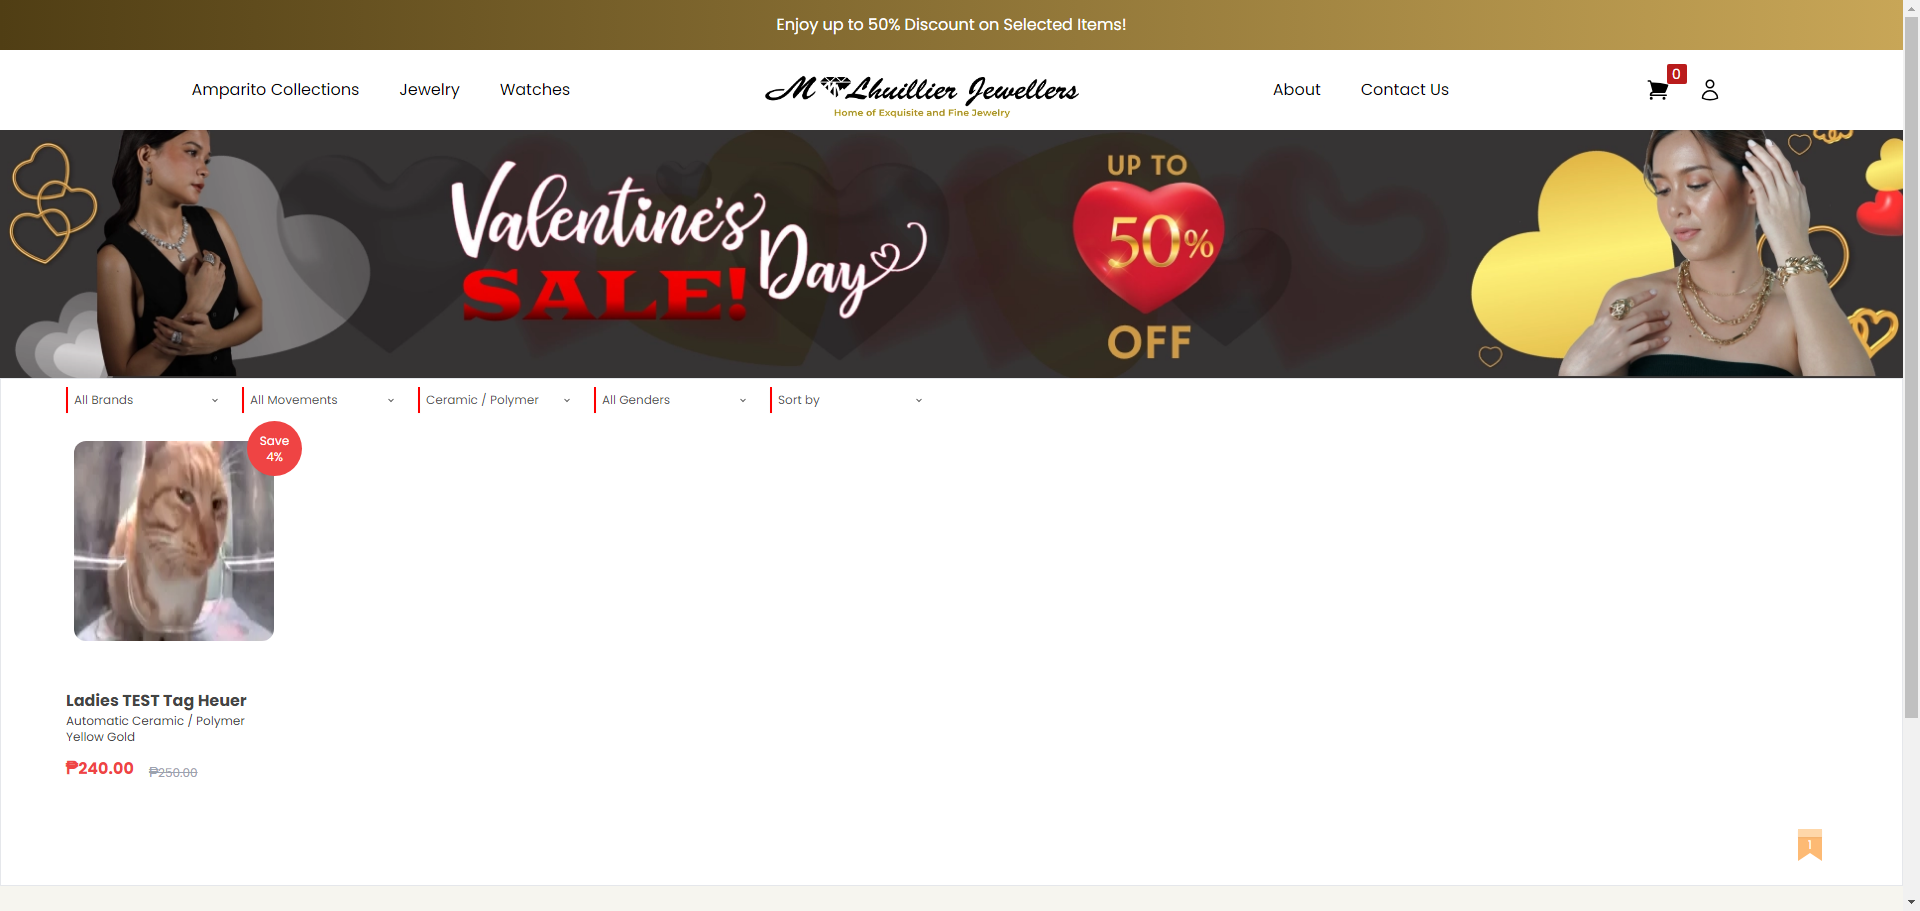 Enjoy up to 50% Discount on Selected Items!
Amparito Collections
Jewelry
Watches
M Lhuillier Jewellers
Home of Exquisite and Fine Jewelry
About
Contact Us
0
Valentine's
Day
SALE!
UP TO
50%
OFF
All Brands
All Movements
Ceramic / Polymer
All Genders
Sort by
Save
4%
Ladies TEST Tag Heuer
Automatic Ceramic / Polymer
Yellow Gold
₱240.00 ₱250.00
1